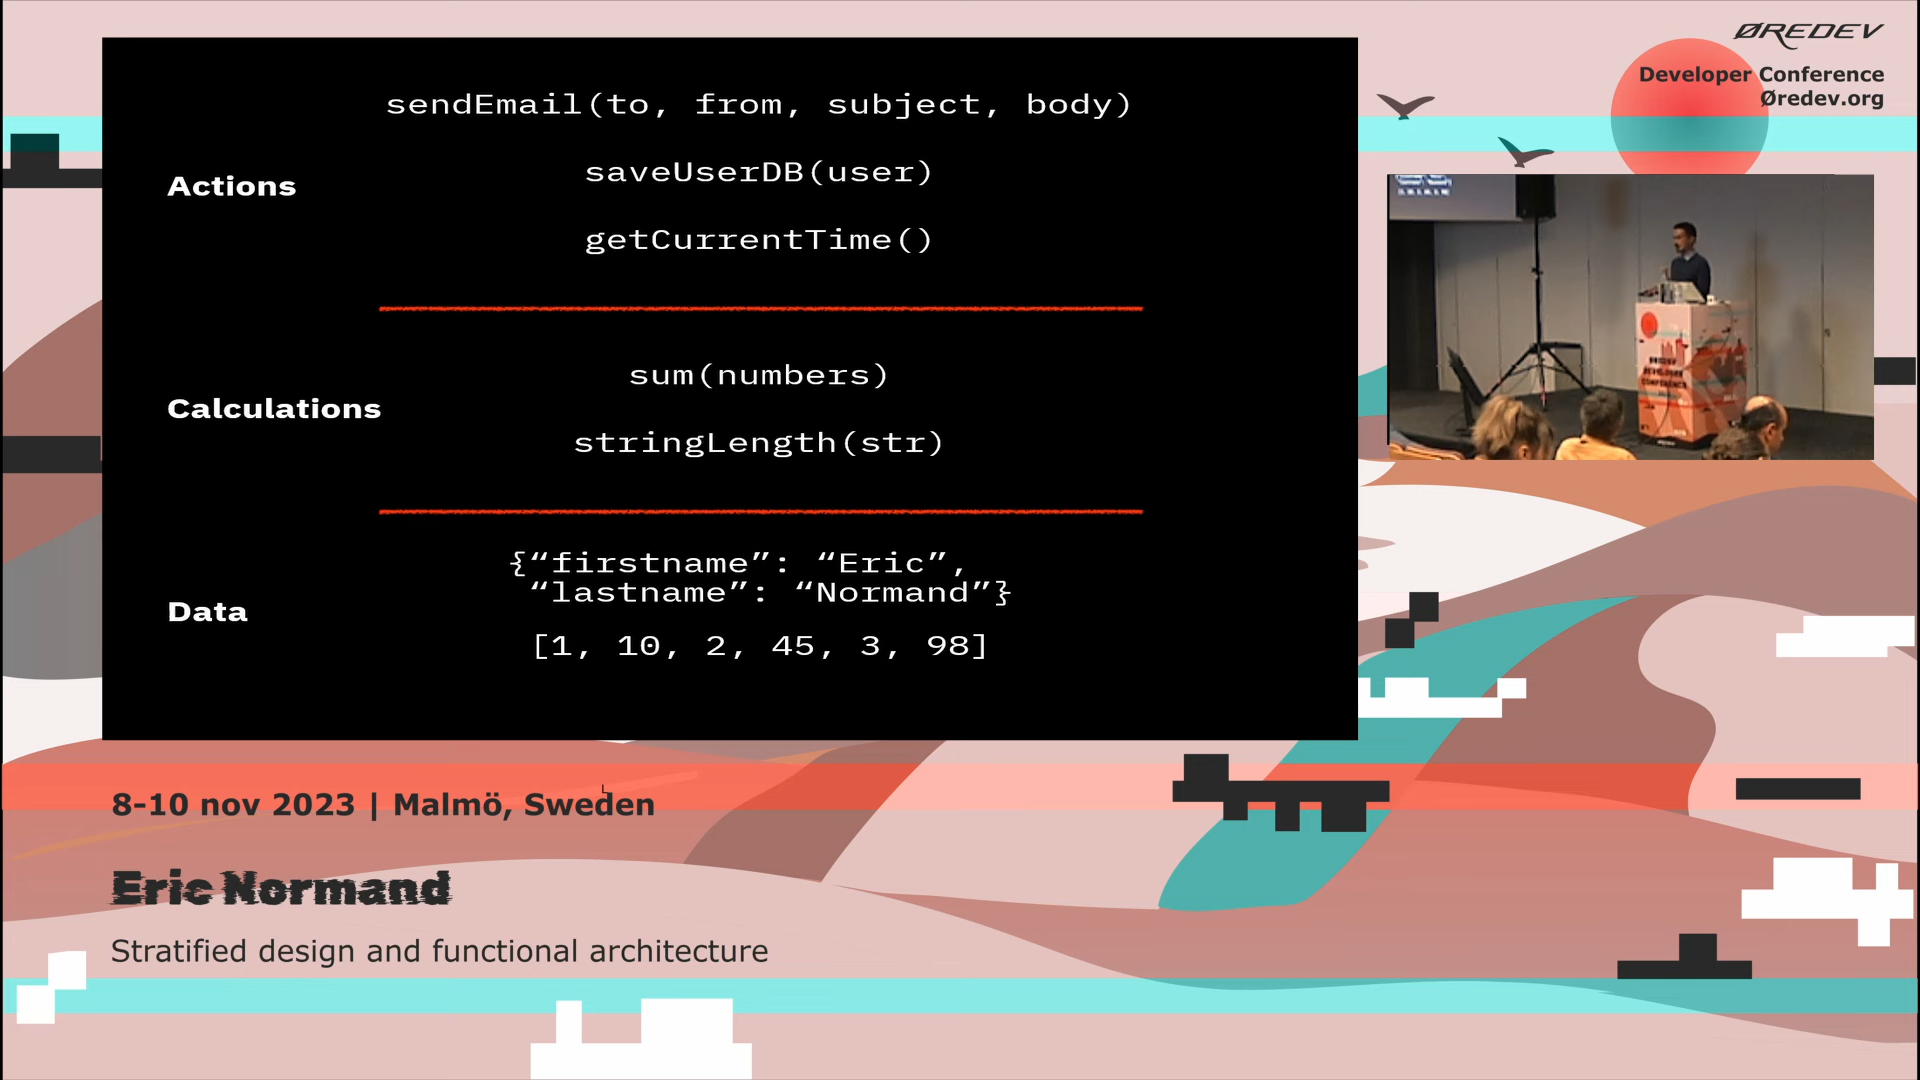 ØREDEV
Developer Conference
Øredev.org
Actions
sendEmail(to, from, subject, body)
saveUserDB(user)
getCurrentTime()
Calculations
sum(numbers)
stringLength(str)
Data
{“firstname”: “Eric”,
“lastname”: “Normand”}
[1, 10, 2, 45, 3, 98]
8-10 nov 2023 | Malmö, Sweden
Eric Normand
Stratified design and functional architecture